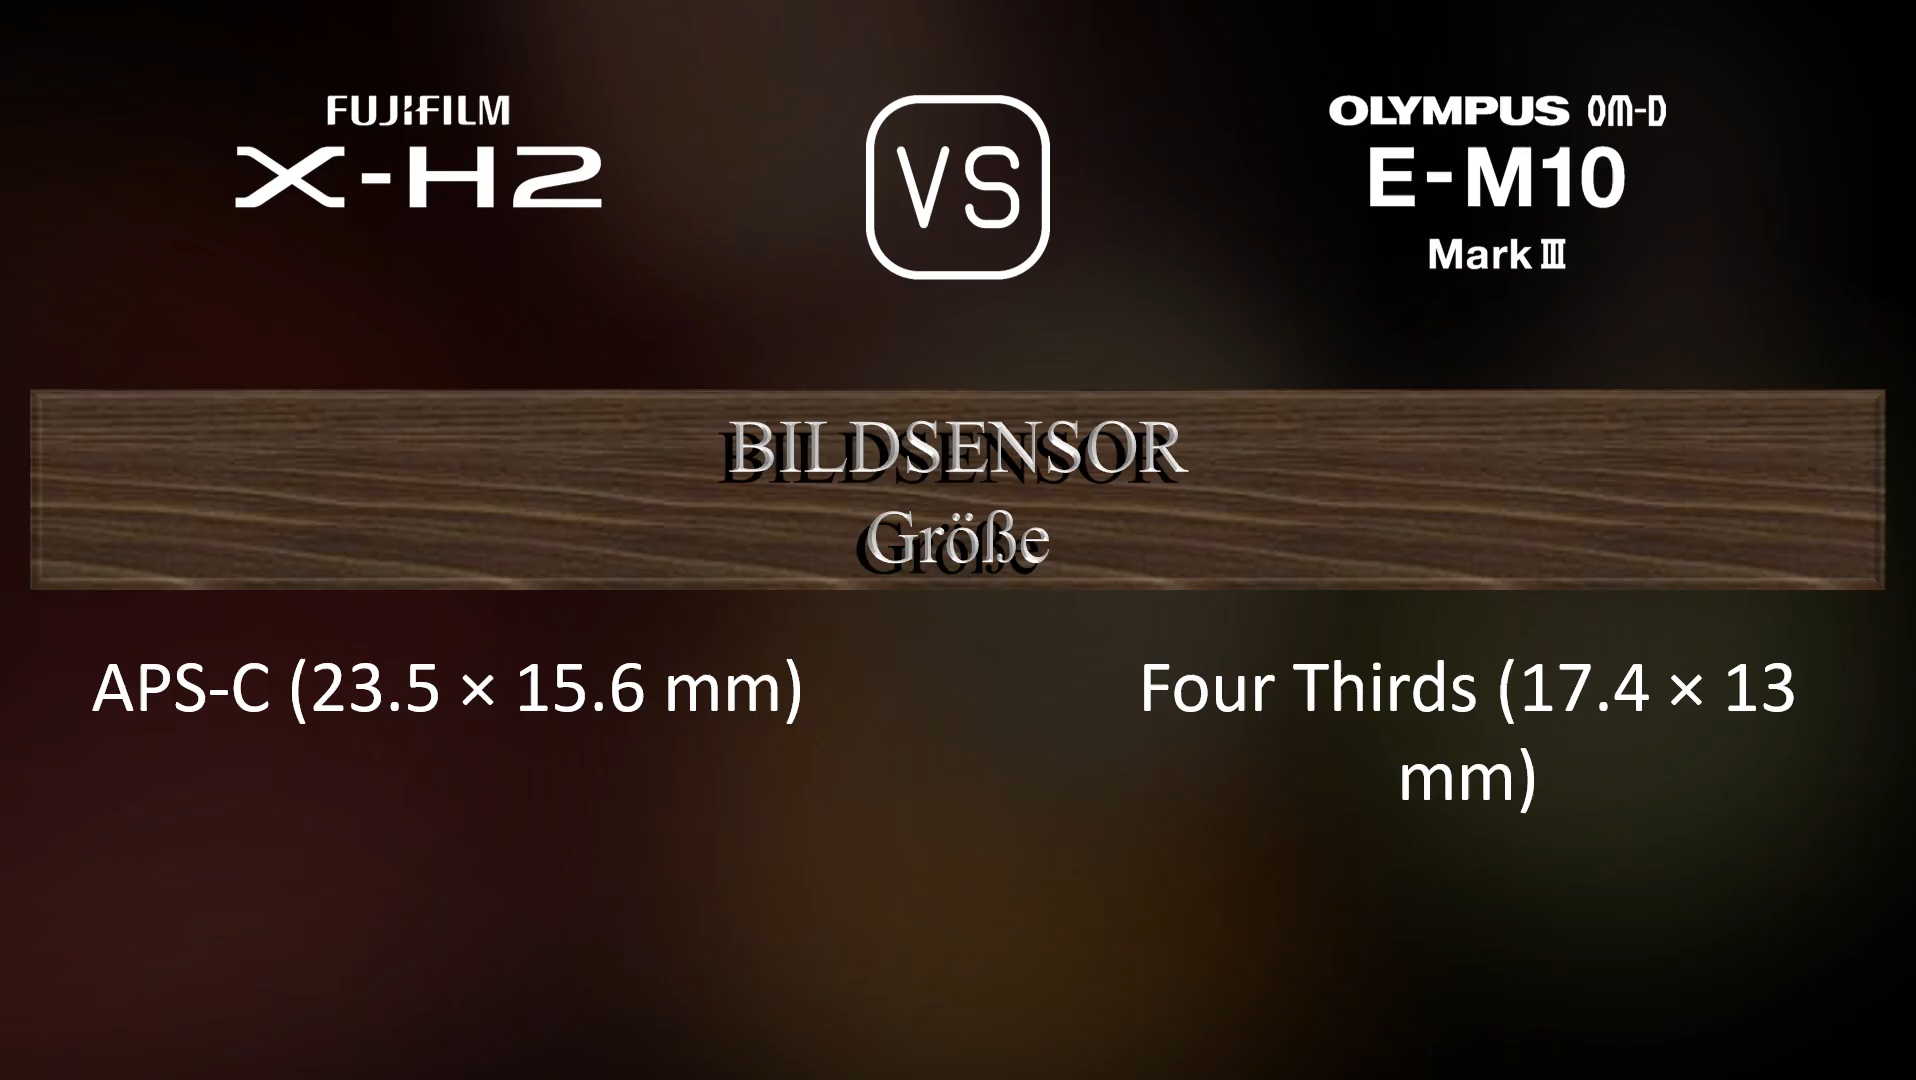 FUJIFILM
X-H2
VS
OLYMPUS OM-D
E-M10
Mark III
BILDSENSOR
Größe
APS-C (23.5 × 15.6 mm)
Four Thirds (17.4 × 13
mm)